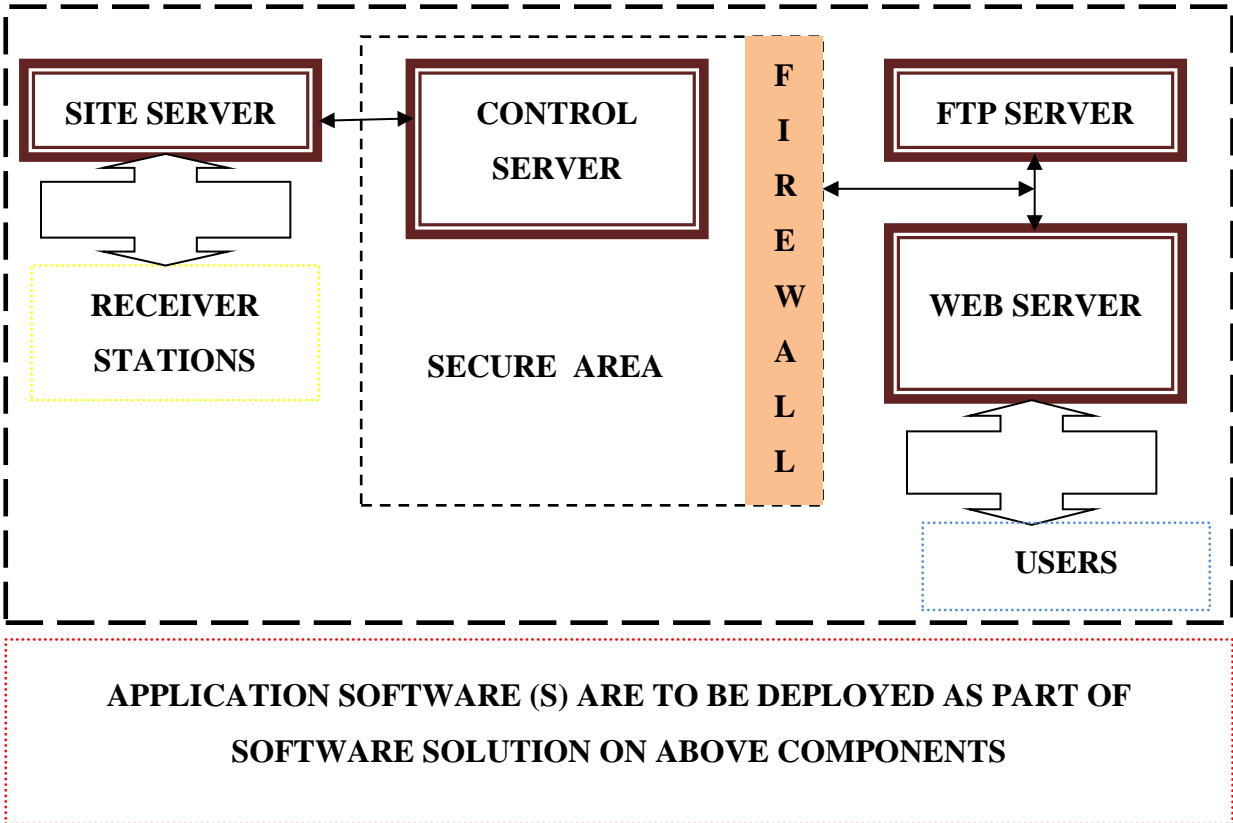 SITE SERVER
CONTROL
SERVER
F
I
R
E
W
A
L
L
FTP SERVER
WEB SERVER
RECEIVER
STATIONS
SECURE AREA
USERS
APPLICATION SOFTWARE (S) ARE TO BE DEPLOYED AS PART OF
SOFTWARE SOLUTION ON ABOVE COMPONENTS